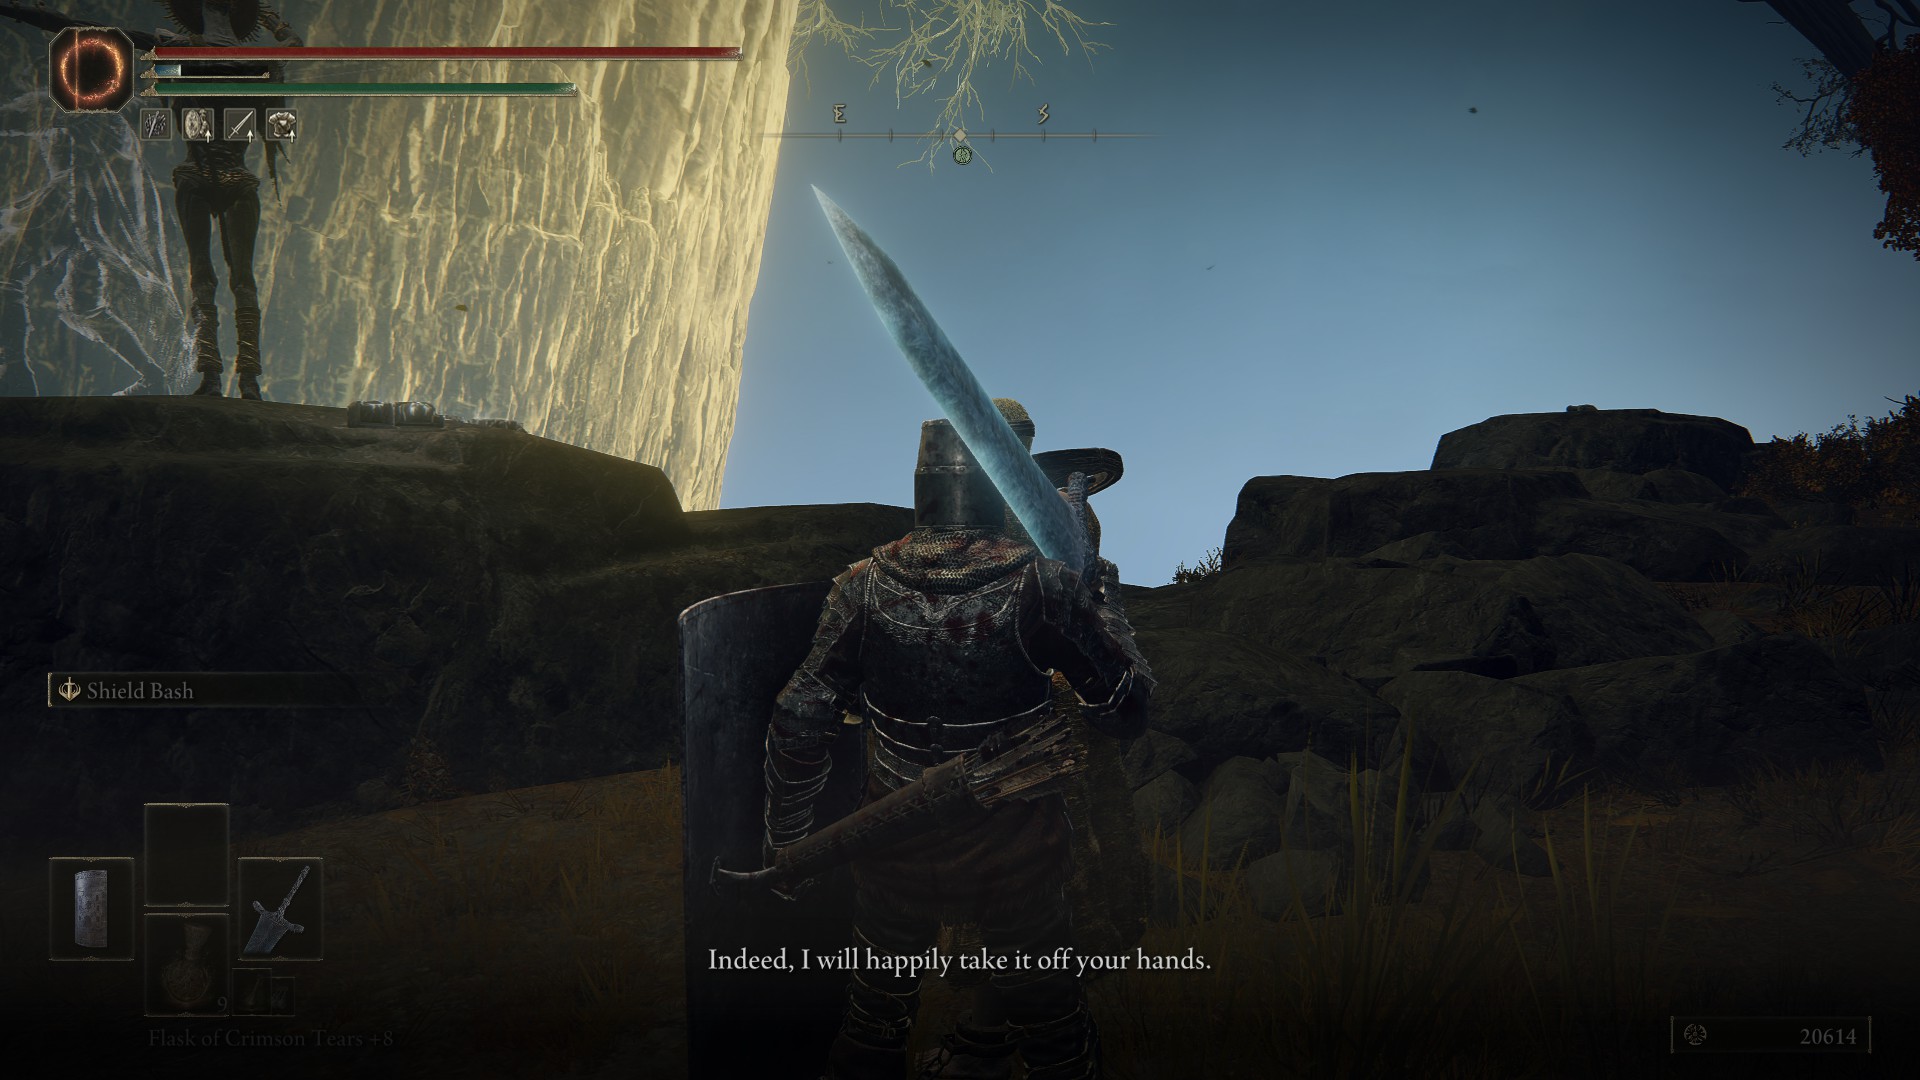 E
S
Shield Bash
Indeed, I will happily take it off your hands.
9
Flask of Crimson Tears +8
20614